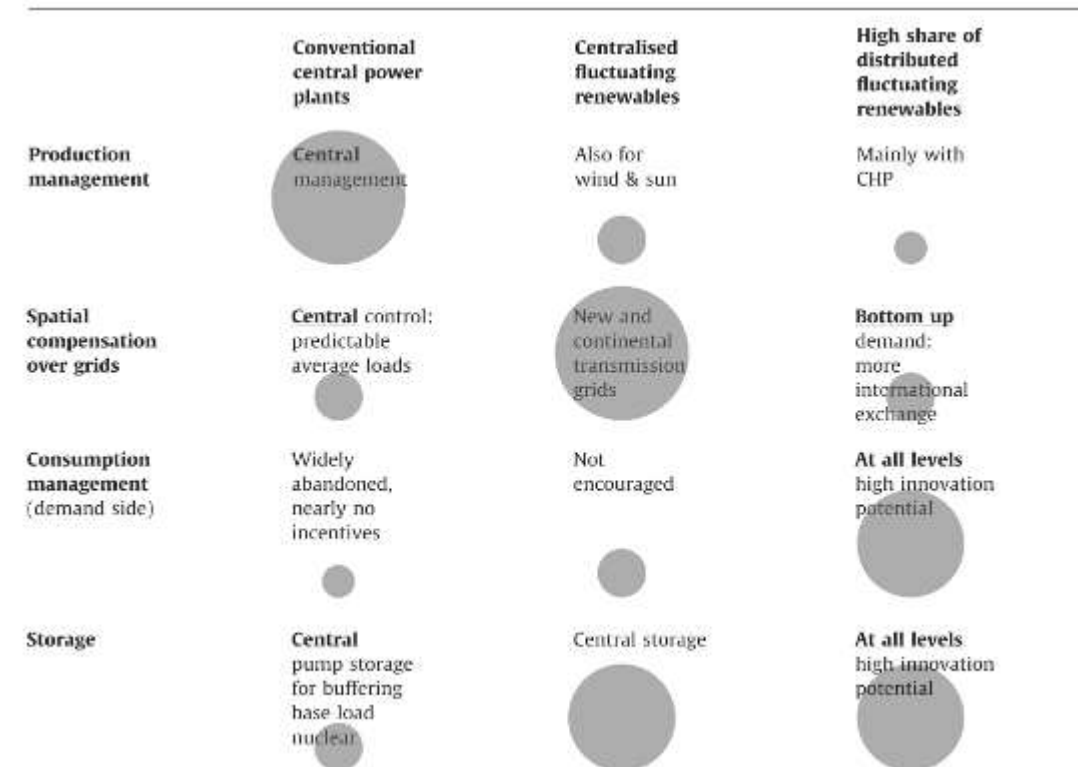 Conventional
central power
plants
Centralised
fluctuating
renewables
High share of
distributed
fluctuating
renewables
Production
management
Central
management
Also for
wind & sun
Mainly with
CHP
Spatial
compensation
over grids
Central control;
predictable
average loads
New and
continental
transmission
grids
Bottom up
demand:
more
international
exchange
Consumption
management
(demand side)
Widely
abandoned,
nearly no
incentives
Not
encouraged
At all levels
high innovation
potential
Storage
Central
pump storage
for buffering
base load
nuclear
Central storage
At all levels
high innovation
potential